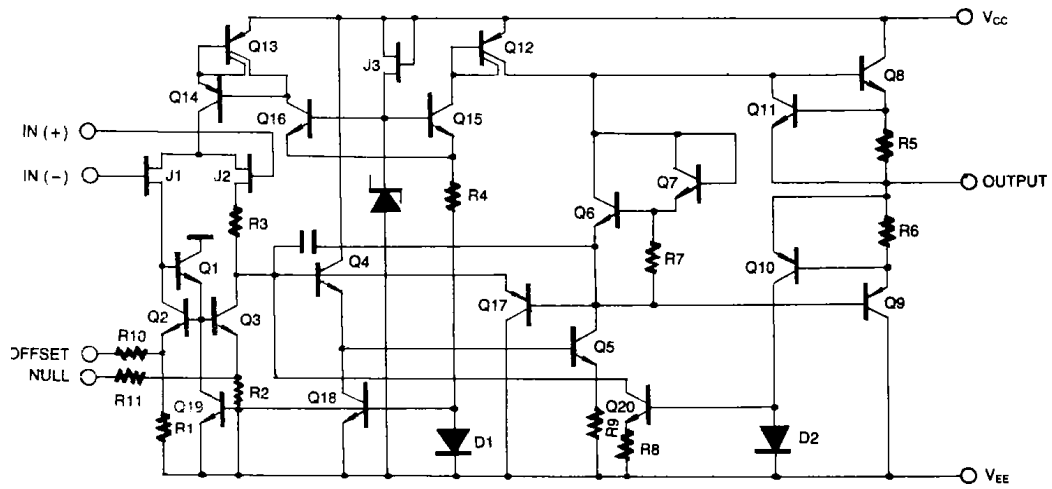 Q13
Q12
VCC
J3
Q8
Q14
Q16
Q15
Q11
IN (+)
R5
IN (−)
J1
J2
OUTPUT
Q7
R4
R3
Q6
R6
Q1
Q4
R7
Q10
Q2
Q3
Q17
Q9
R10
OFFSET
Q5
NULL
R11
R2
Q19
Q18
Q20
R1
D1
R9
R8
D2
VEE